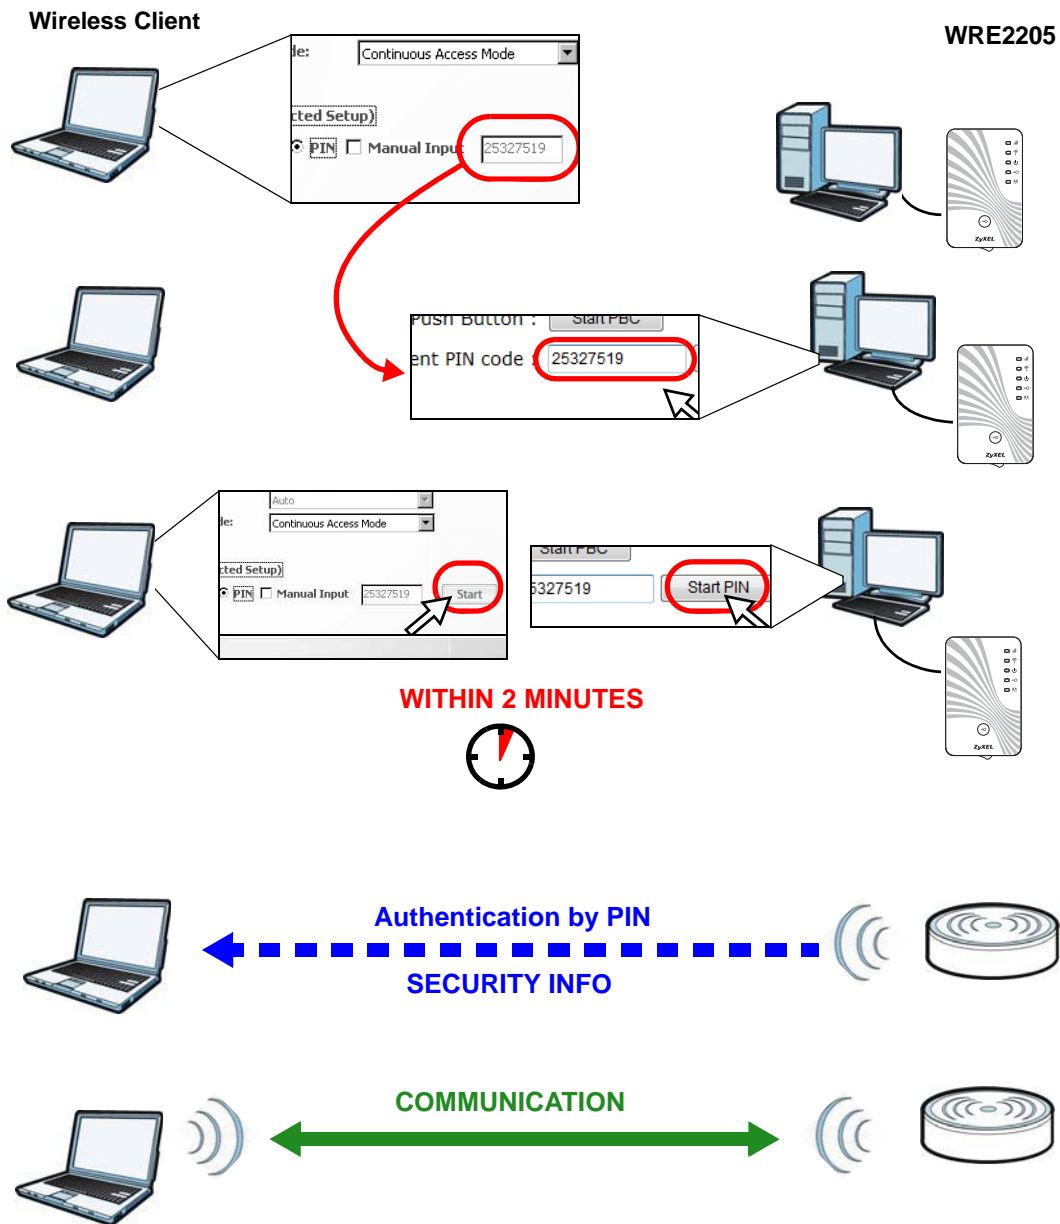 Wireless Client
WRE2205
de:
Continuous Access Mode
cted Setup)
PIN
Manual Input
25327519
ZyXEL
Push Button :
Start PBC
ent PIN code :
25327519
ZyXEL
Auto
de:
Continuous Access Mode
cted Setup)
PIN
Manual Input
25327519
Start
Start PBC
5327519
Start PIN
M
ZyXEL
WITHIN 2 MINUTES
Authentication by PIN
SECURITY INFO
COMMUNICATION